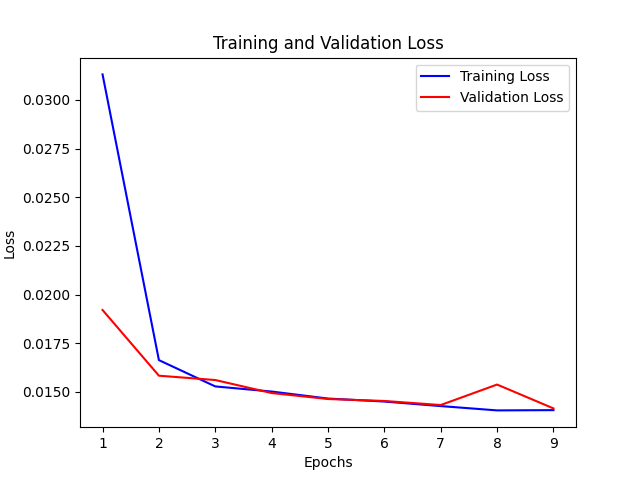 Training and Validation Loss
Training Loss
Validation Loss
0.0300
0.0275
0.0250
0.0225
0.0200
0.0175
0.0150
Loss
1 2 3 4 5 6 7 8 9
Epochs